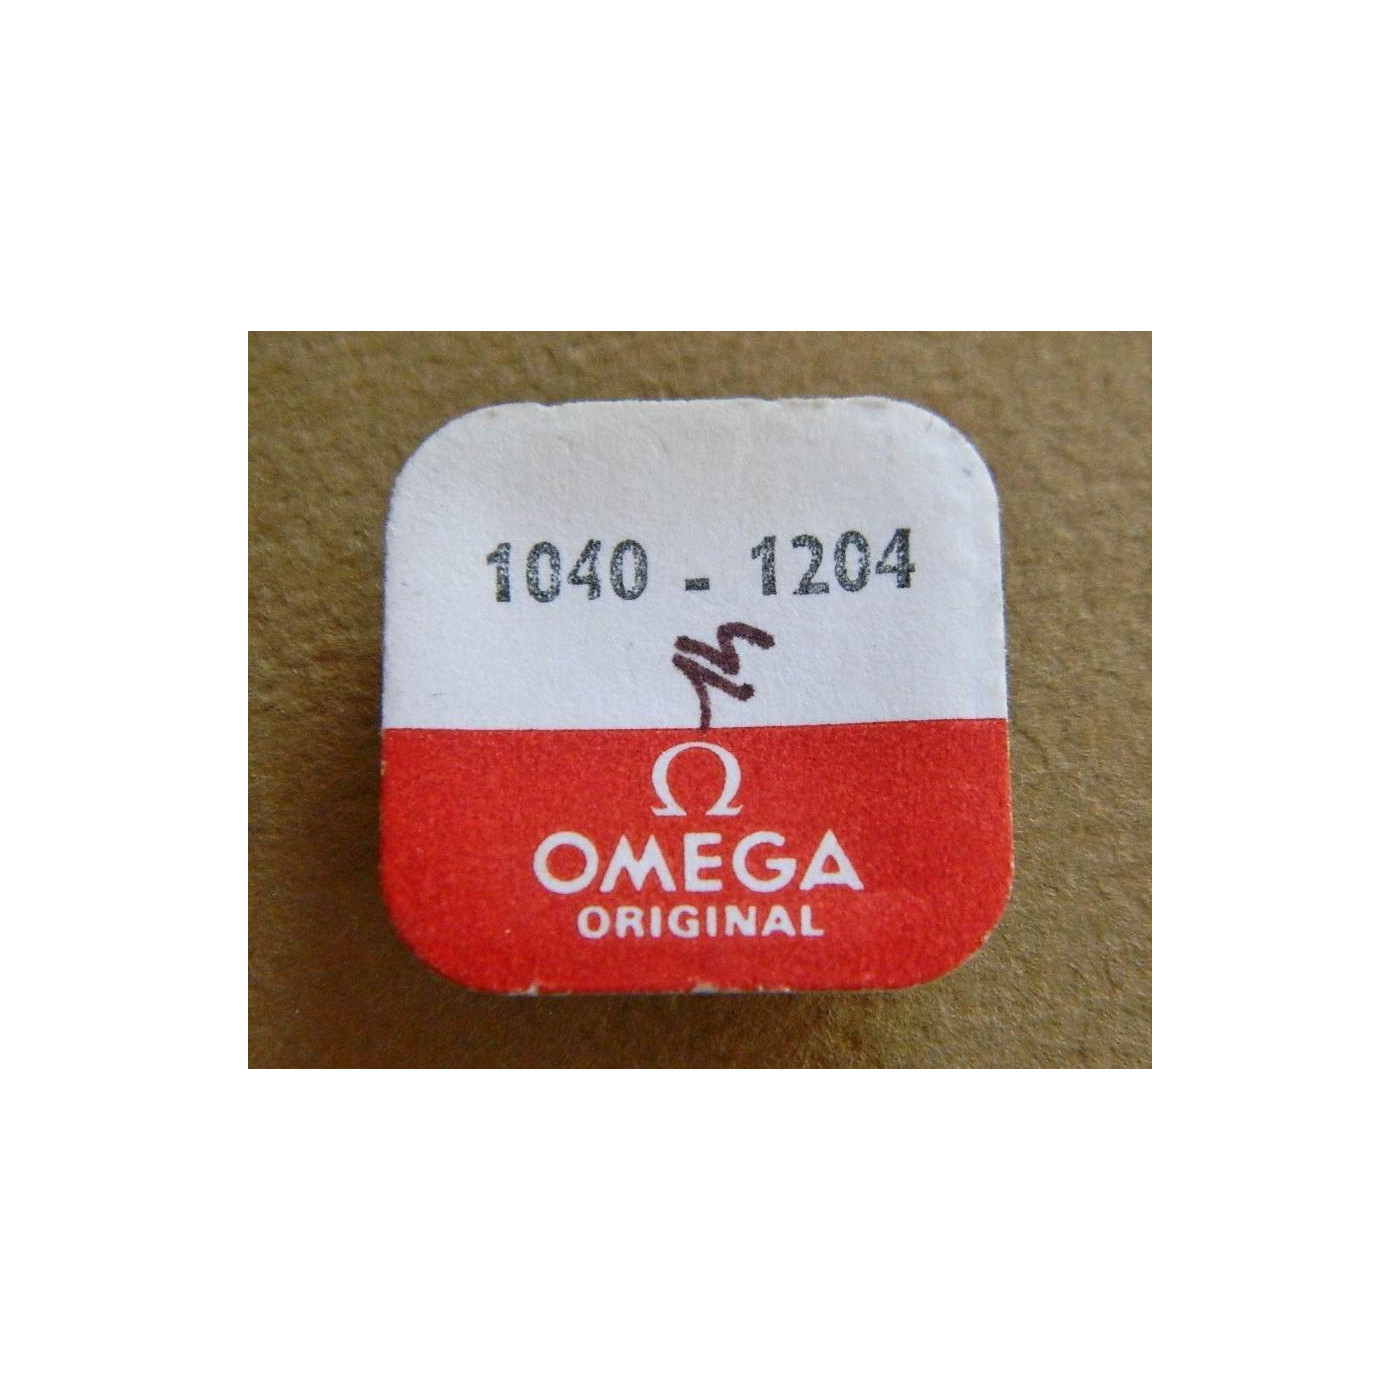 1040 - 1204
Ω
OMEGA
ORIGINAL